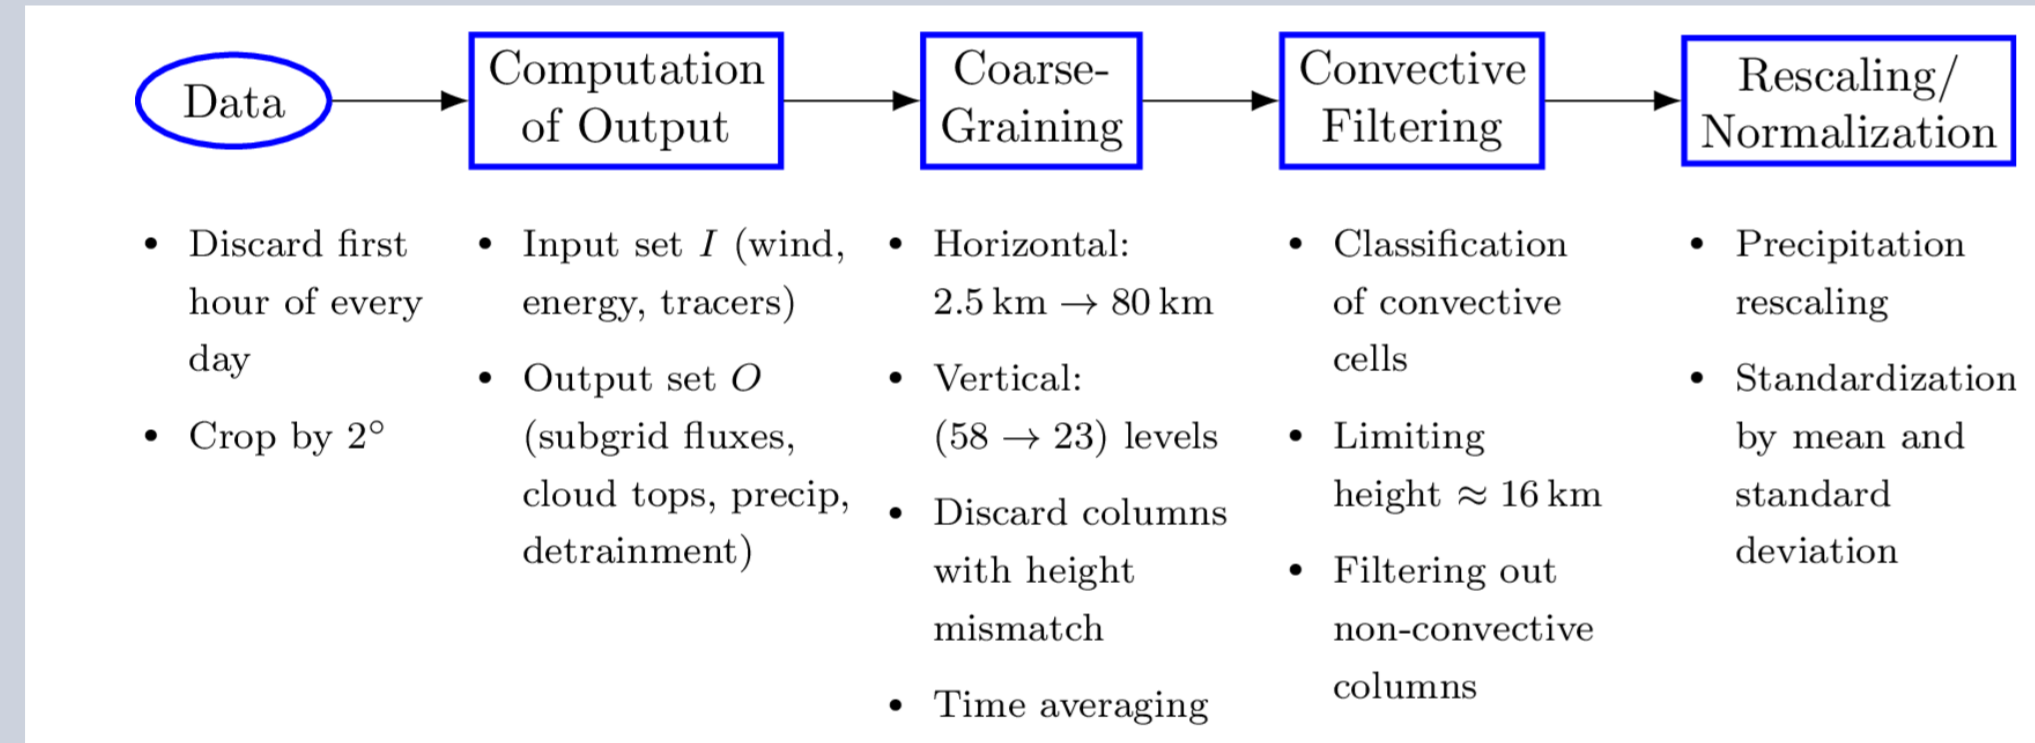 Data
Computation
of Output
Coarse-
Graining
Convective
Filtering
Rescaling/
Normalization
• Discard first
hour of every
day
• Crop by 2°
• Input set I (wind,
energy, tracers)
• Output set O
(subgrid fluxes,
cloud tops, precip,
detrainment)
• Horizontal:
2.5 km → 80 km
• Vertical:
(58 → 23) levels
• Discard columns
with height
mismatch
• Time averaging
• Classification
of convective
cells
• Limiting
height ≈ 16 km
• Filtering out
non-convective
columns
• Precipitation
rescaling
• Standardization
by mean and
standard
deviation